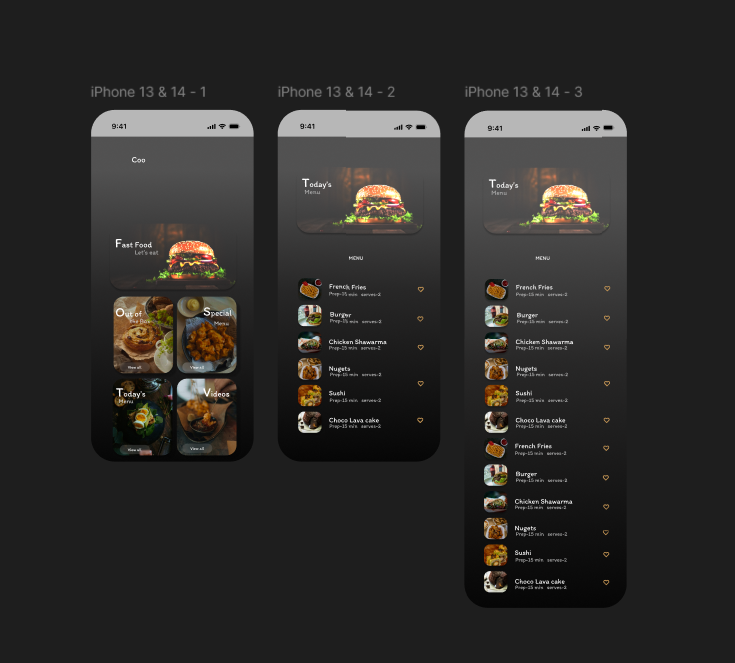 iPhone 13 & 14 - 1
9:41
Coo
Fast Food
Let's eat
Out of
the Box
View all
Special
Menu
View all
Today's
Menu
View all
Videos
View all
iPhone 13 & 14 - 2
9:41
Today's
Menu
MENU
French Fries
Prep-15 min serves-2
Burger
Prep-15 min serves-2
Chicken Shawarma
Prep-15 min serves-2
Nugets
Prep-15 min serves-2
Sushi
Prep-15 min serves-2
Choco Lava cake
Prep-15 min serves-2
iPhone 13 & 14 - 3
9:41
Today's
Menu
MENU
French Fries
Prep-15 min serves-2
Burger
Prep-15 min serves-2
Chicken Shawarma
Prep-15 min serves-2
Nugets
Prep-15 min serves-2
Sushi
Prep-15 min serves-2
Choco Lava cake
Prep-15 min serves-2
French Fries
Prep-15 min serves-2
Burger
Prep-15 min serves-2
Chicken Shawarma
Prep-15 min serves-2
Nugets
Prep-15 min serves-2
Sushi
Prep-15 min serves-2
Choco Lava cake
Prep-15 min serves-2